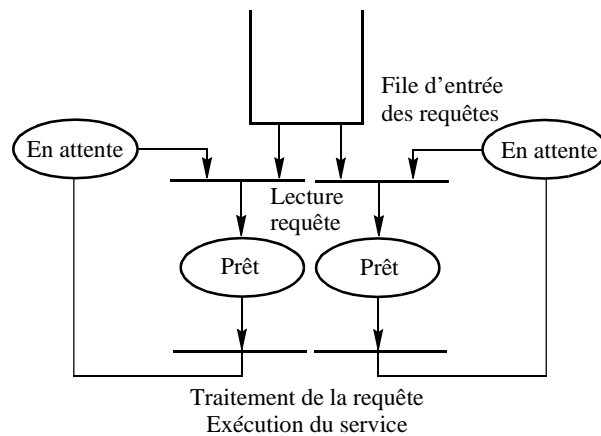 File d’entrée
des requêtes
En attente
En attente
Lecture
requête
Prêt
Prêt
Traitement de la requête
Exécution du service